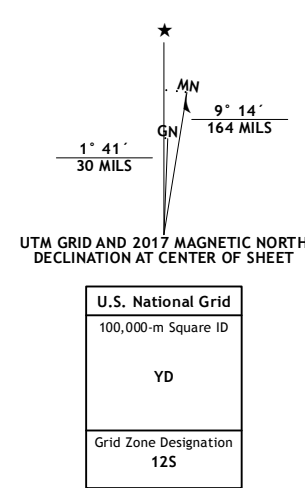 ★
MN
GN
9° 14´
164 MILS
1° 41´
30 MILS
UTM GRID AND 2017 MAGNETIC NORTH
DECLINATION AT CENTER OF SHEET
U.S. National Grid
100,000-m Square ID
YD
Grid Zone Designation
12S